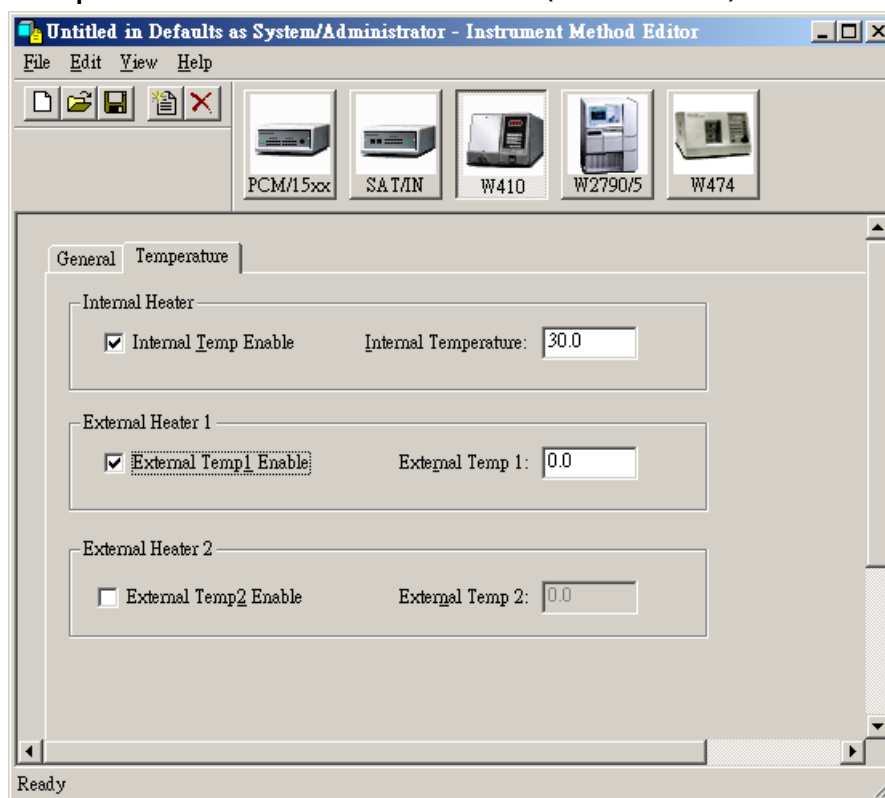 Untitled in Defaults as System/Administrator - Instrument Method Editor
File Edit View Help
PCM/15xx SAT/IN W410 W2790/5 W474
General Temperature
Internal Heater
Internal Temp Enable Internal Temperature: 30.0
External Heater 1
External Temp1 Enable External Temp 1: 0.0
External Heater 2
External Temp2 Enable External Temp 2: 0.0
Ready